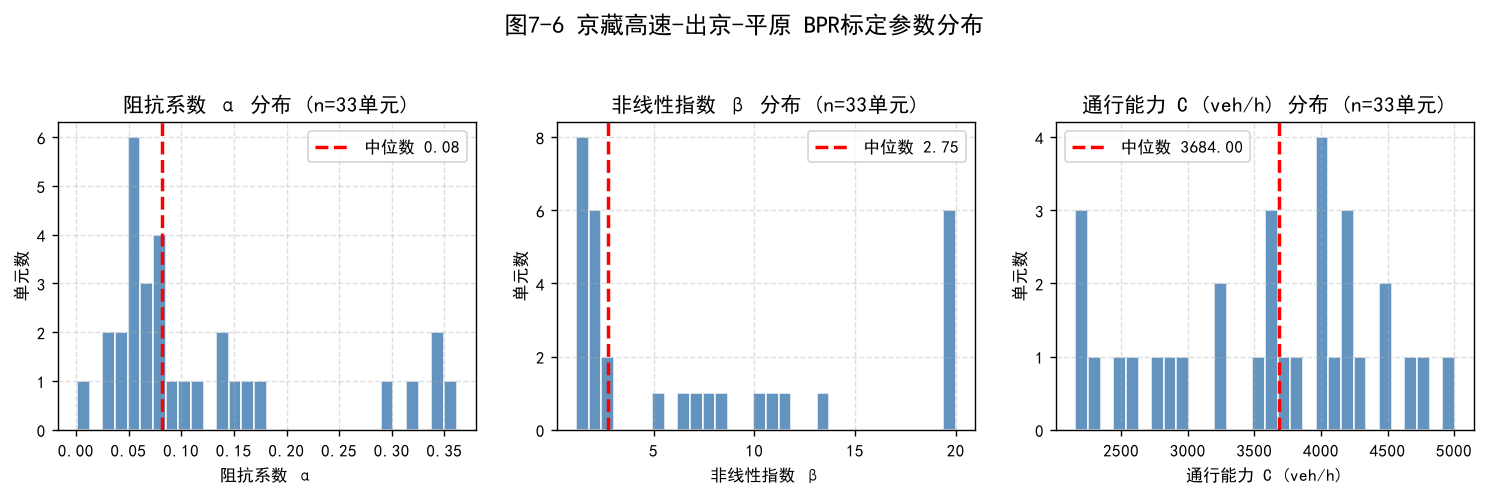 图7-6 京藏高速-出京-平原 BPR标定参数分布
阻抗系数 α 分布 (n=33单元)
中位数 0.08
单元数
6
5
4
3
2
1
0
0.00 0.05 0.10 0.15 0.20 0.25 0.30 0.35
阻抗系数 α
非线性指数 β 分布 (n=33单元)
中位数 2.75
单元数
8
6
4
2
0
5 10 15 20
非线性指数 β
通行能力 C (veh/h) 分布 (n=33单元)
中位数 3684.00
单元数
4
3
2
1
0
2500 3000 3500 4000 4500 5000
通行能力 C (veh/h)